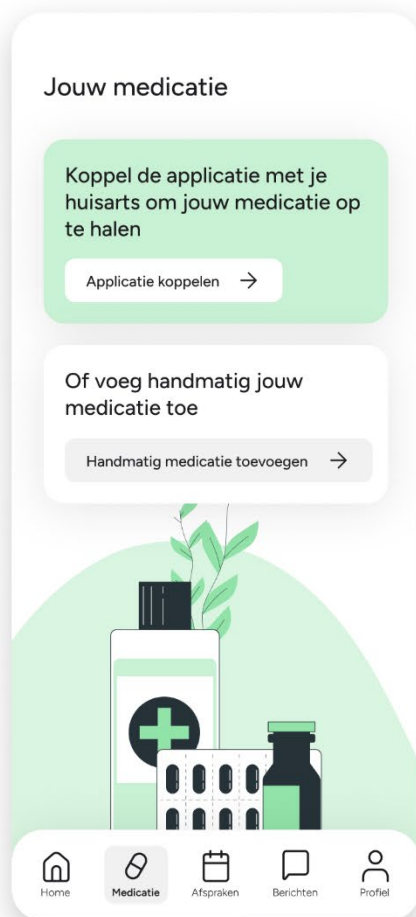 Jouw medicatie
Koppel de applicatie met je
huisarts om jouw medicatie op
te halen
Applicatie koppelen
Of voeg handmatig jouw
medicatie toe
Handmatig medicatie toevoegen
Home
Medicatie
Afspraken
Berichten
Profiel